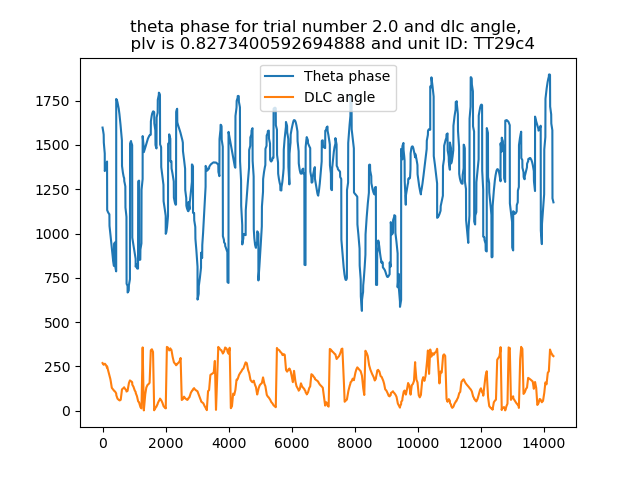 theta phase for trial number 2.0 and dlc angle,
plv is 0.8273400592694888 and unit ID: TT29c4
Theta phase
DLC angle
1750
1500
1250
1000
750
500
250
0
0 2000 4000 6000 8000 10000 12000 14000